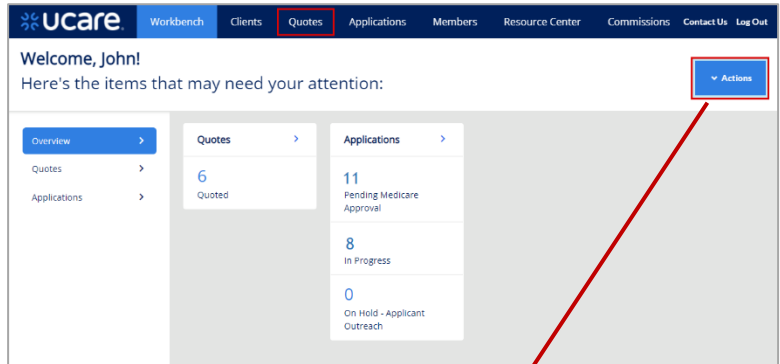 ucare.
Workbench
Clients
Quotes
Applications
Members
Resource Center
Commissions
Contact Us
Log Out
Welcome, John!
Here's the items that may need your attention:
Actions
Overview
Quotes
Applications
Quotes
6
Quoted
Applications
11
Pending Medicare
Approval
8
In Progress
0
On Hold - Applicant
Outreach